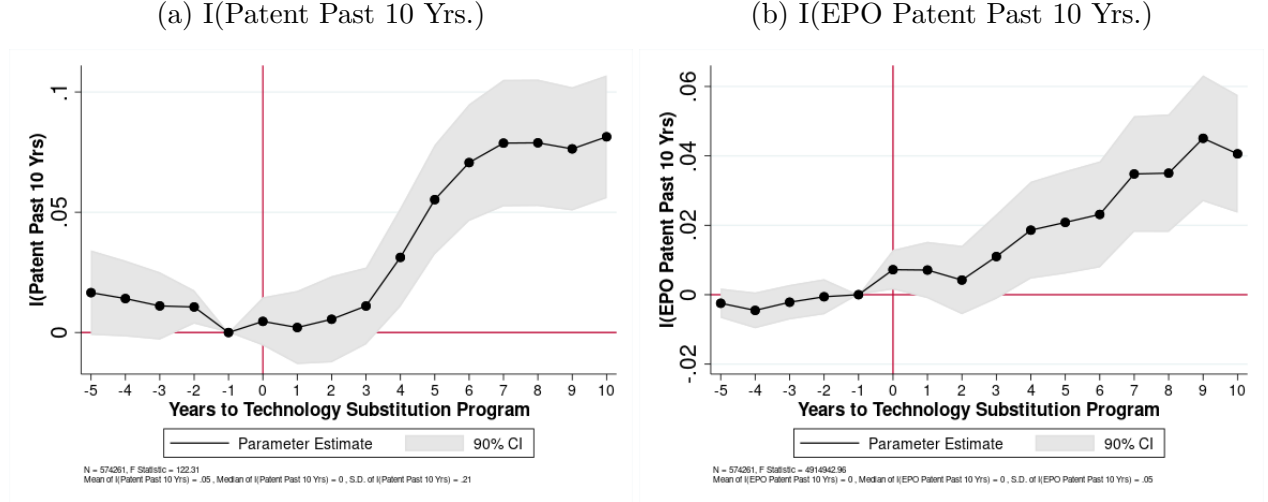 (a) I(Patent Past 10 Yrs.)
I(Patent Past 10 Yrs)
.1
.05
0
-5 -4 -3 -2 -1 0 1 2 3 4 5 6 7 8 9 10
Years to Technology Substitution Program
Parameter Estimate 90% CI
N = 574261, F Statistic = 122.31
Mean of I(Patent Past 10 Yrs) = .05 , Median of I(Patent Past 10 Yrs) = 0 , S.D. of I(Patent Past 10 Yrs) = .21
(b) I(EPO Patent Past 10 Yrs.)
I(EPO Patent Past 10 Yrs)
.06
.04
.02
0
-.02
-5 -4 -3 -2 -1 0 1 2 3 4 5 6 7 8 9 10
Years to Technology Substitution Program
Parameter Estimate 90% CI
N = 574261, F Statistic = 4914942.96
Mean of I(EPO Patent Past 10 Yrs) = 0 , Median of I(EPO Patent Past 10 Yrs) = 0 , S.D. of I(EPO Patent Past 10 Yrs) = .05